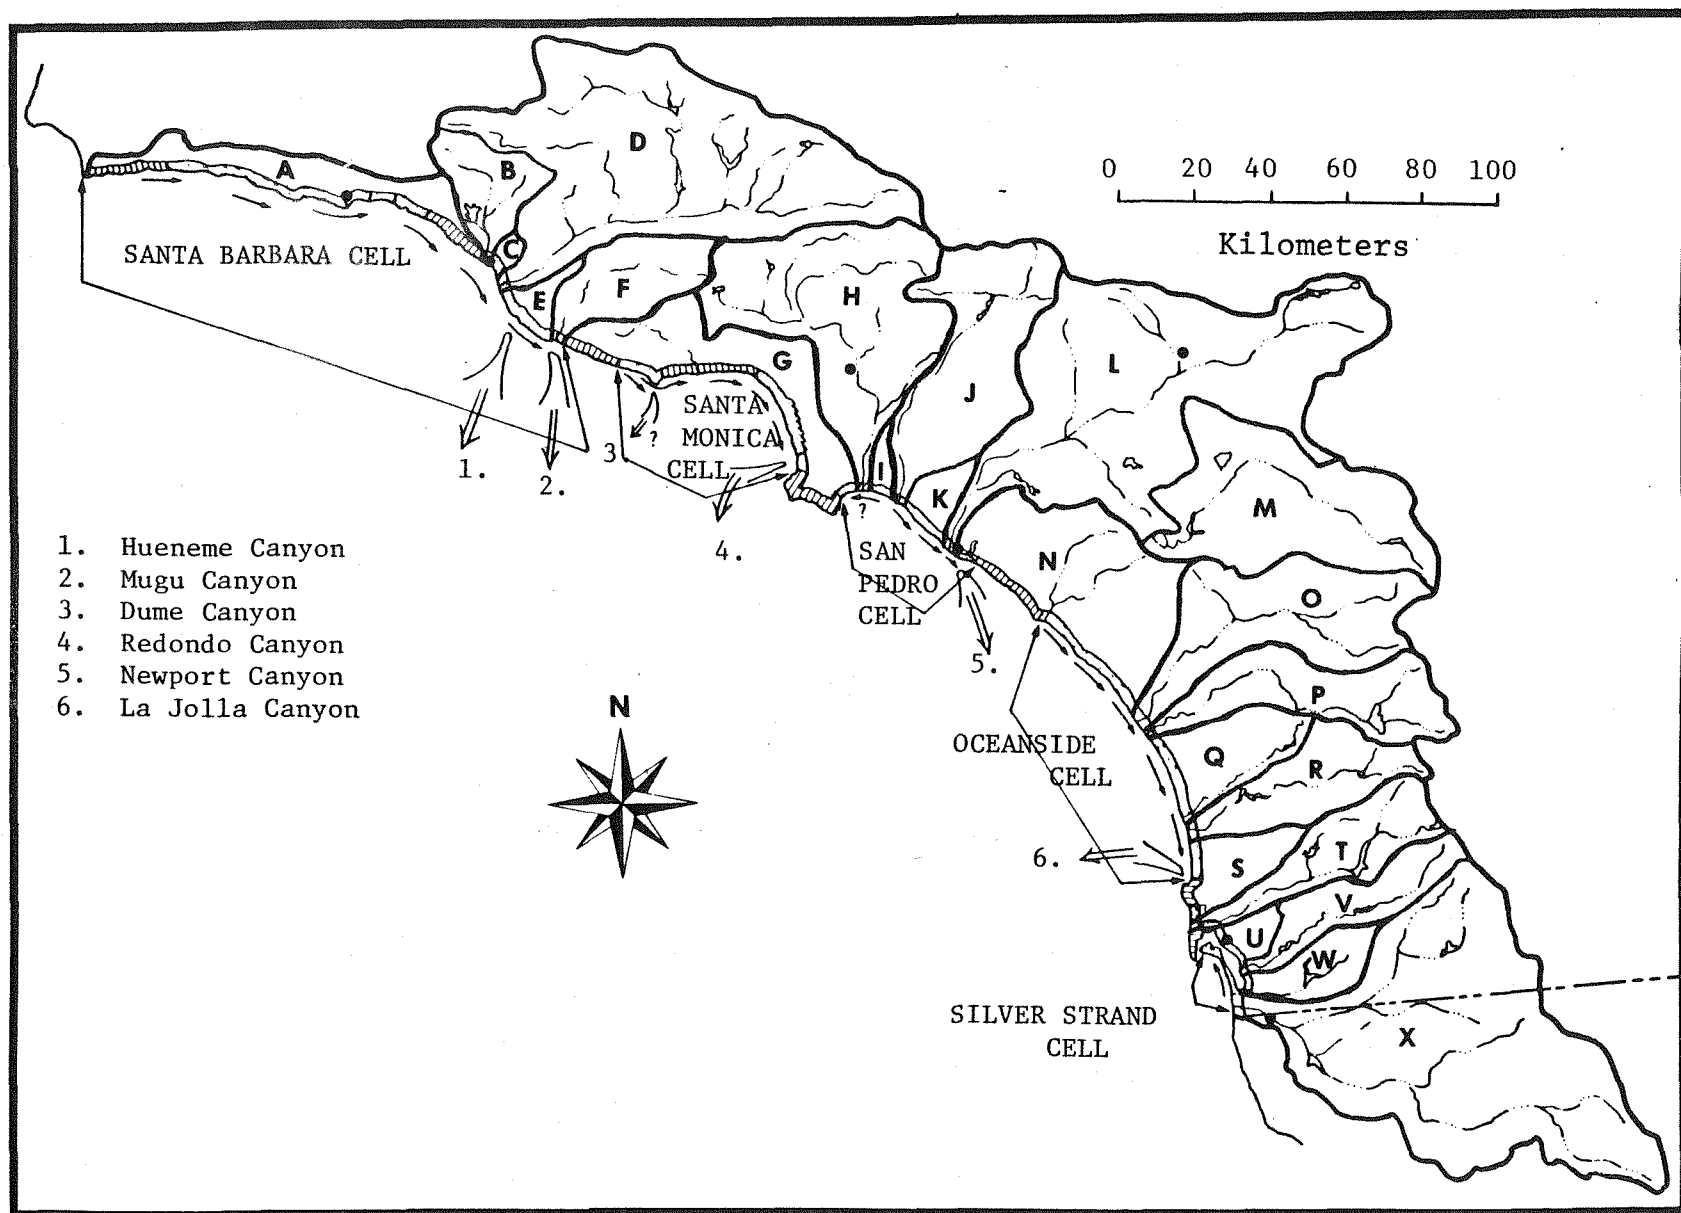 D
A
B
0 20 40 60 80 100
Kilometers
C
SANTA BARBARA CELL
E
F
H
G
L
J
SANTA
MONICA
CELL
?
3
1.
2.
4.
I
K
?
M
SAN
PEDRO
CELL
N
5.
O
1. Hueneme Canyon
2. Mugu Canyon
3. Dume Canyon
4. Redondo Canyon
5. Newport Canyon
6. La Jolla Canyon
N
P
OCEANSIDE
CELL
Q
R
6.
S
T
V
U
W
SILVER STRAND
CELL
X